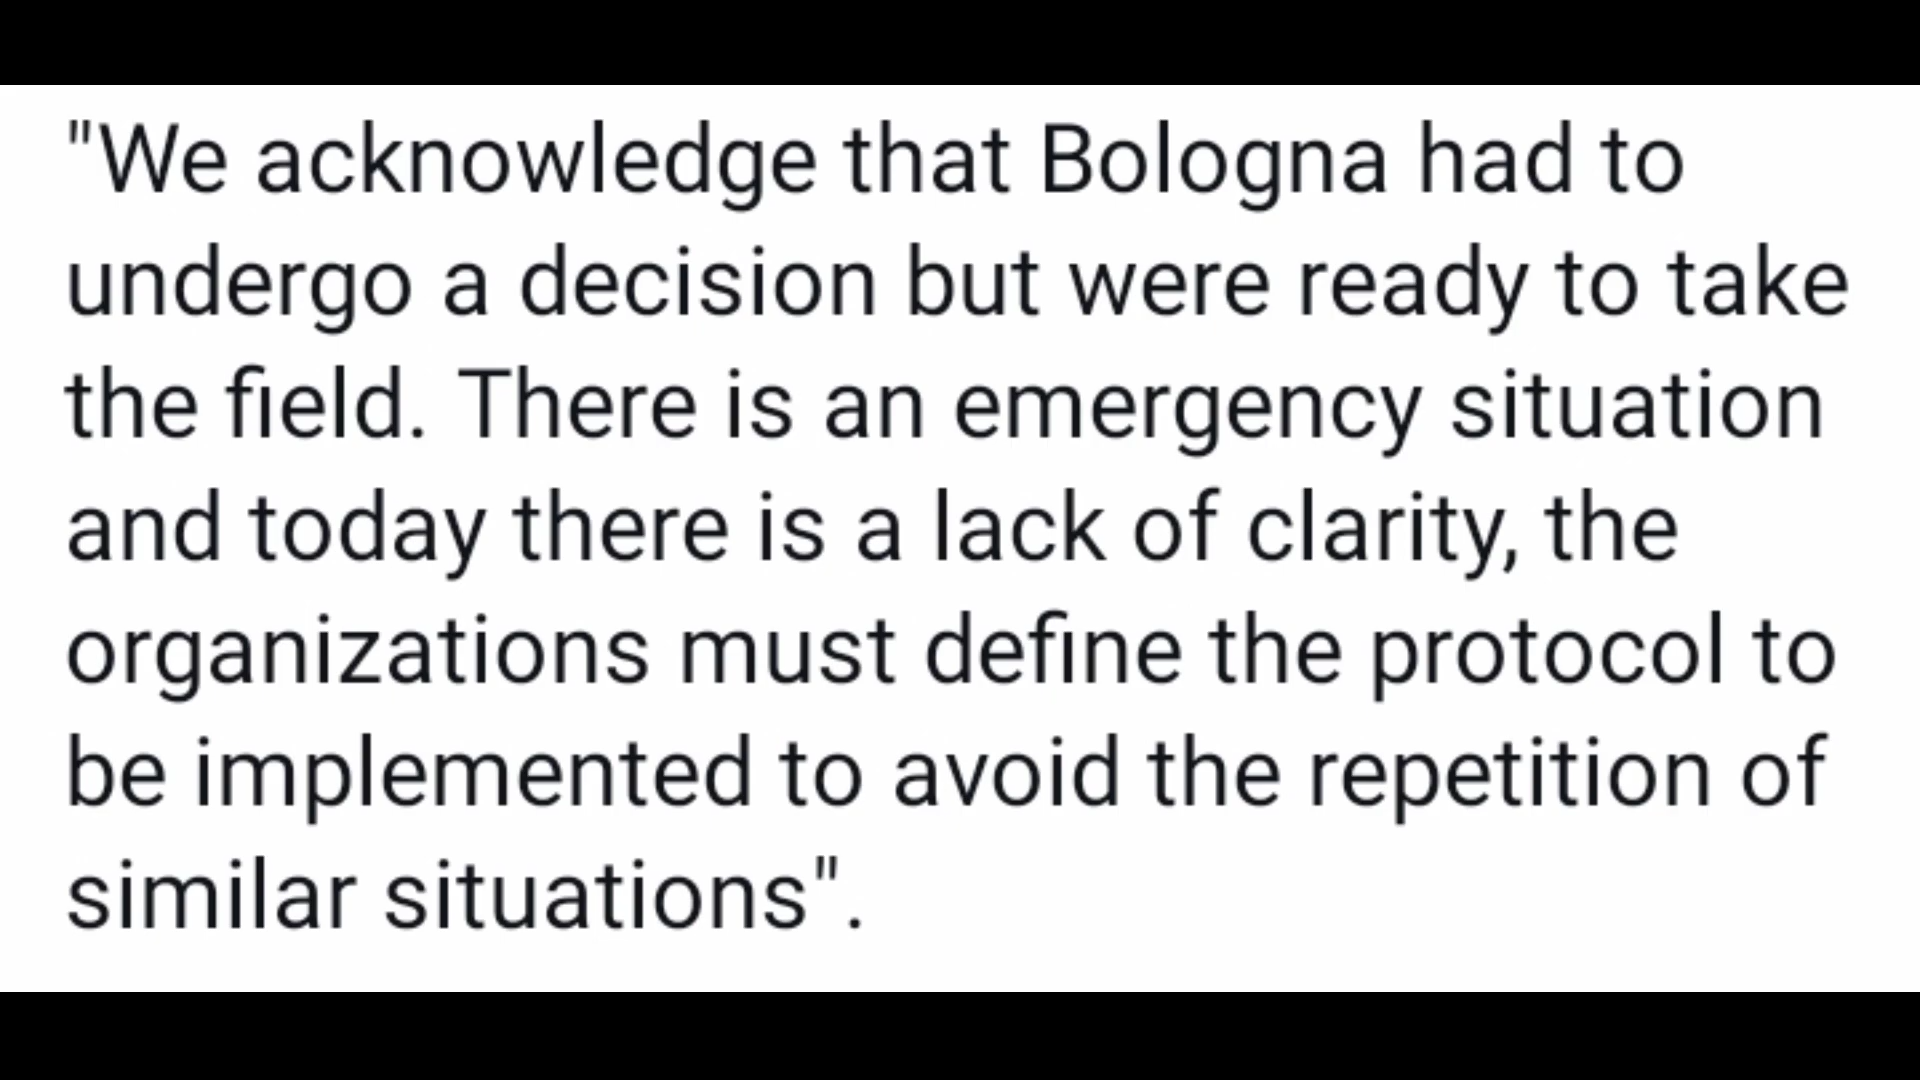 "We acknowledge that Bologna had to
undergo a decision but were ready to take
the field. There is an emergency situation
and today there is a lack of clarity, the
organizations must define the protocol to
be implemented to avoid the repetition of
similar situations".